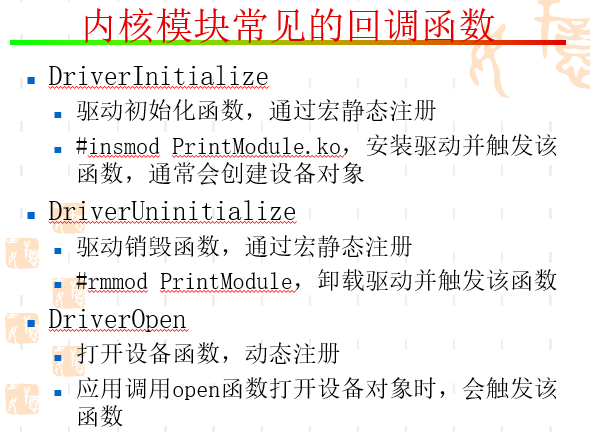 内核模块常见的回调函数
DriverInitialize
驱动初始化函数，通过宏静态注册
#insmod PrintModule.ko，安装驱动并触发该
函数，通常会创建设备对象
DriverUninitialize
驱动销毁函数，通过宏静态注册
#rmmod PrintModule，卸载驱动并触发该函数
DriverOpen
打开设备函数，动态注册
应用调用open函数打开设备对象时，会触发该
函数